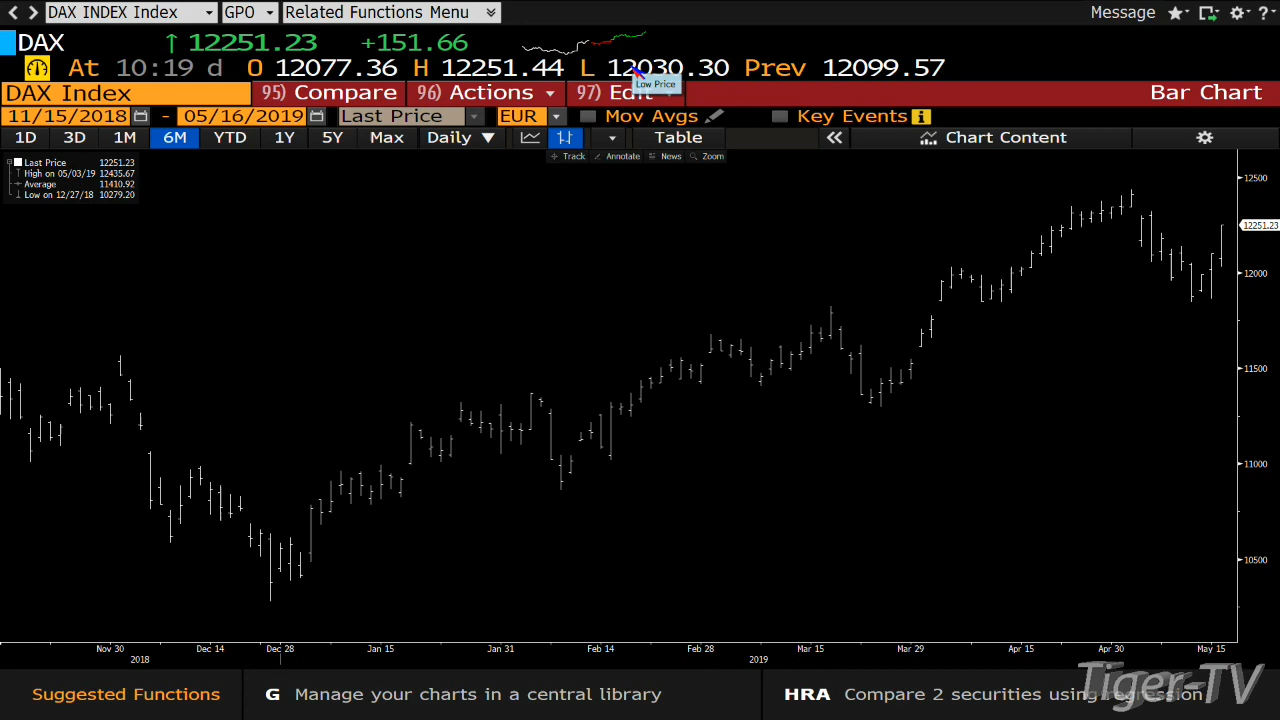 DAX INDEX Index GPO Related Functions Menu Message ?
DAX ↑ 12251.23 +151.66
At 10:19 d O 12077.36 H 12251.44 L 12030.30 Prev 12099.57
Low Price
DAX Index 95) Compare 96) Actions 97) Edit Bar Chart
11/15/2018 - 05/16/2019 Last Price EUR Mov Avgs Key Events i
1D 3D 1M 6M YTD 1Y 5Y Max Daily ▼ Table « Chart Content
Track Annotate News Zoom
Last Price 12251.23
High on 05/03/19 12435.67
Average 11410.92
Low on 12/27/18 10279.20
12500
12251.23
12000
11500
11000
10500
Nov 30 Dec 14 Dec 28 Jan 15 Jan 31 Feb 14 Feb 28 Mar 15 Mar 29 Apr 15 Apr 30 May 15
2018 2019
Suggested Functions G Manage your charts in a central library HRA Compare 2 securities using regression
Tiger-TV